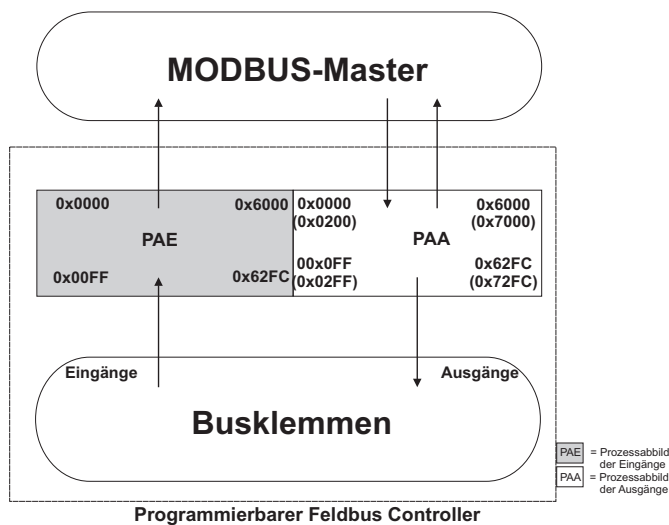 MODBUS-Master
0x0000 0x6000 0x0000 0x6000
(0x0200) (0x7000)
PAE PAA
0x00FF 0x62FC 00x0FF 0x62FC
(0x02FF) (0x72FC)
Eingänge Ausgänge
Busklemmen
PAE = Prozessabbild
der Eingänge
PAA = Prozessabbild
der Ausgänge
Programmierbarer Feldbus Controller